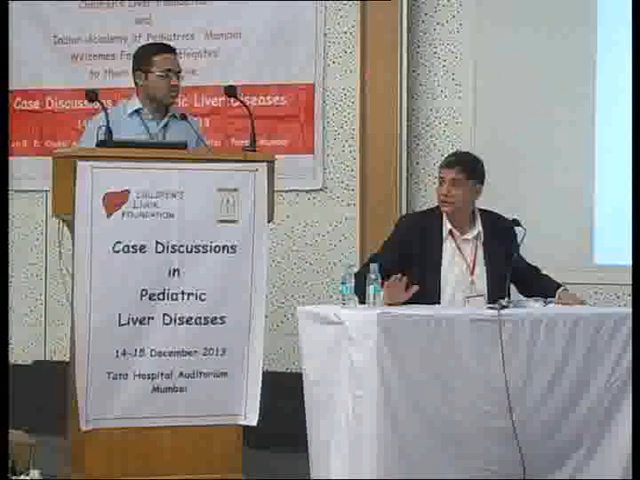 Children's Liver Foundation
and
Indian Academy of Pediatrics Mumbai
Welcomes
to
Case Discussions Liver Diseases
CHILDREN'S
LIVER
FOUNDATION
Case Discussions
in
Pediatric
Liver Diseases
14-15 December 2013
Tata Hospital Auditorium
Mumbai